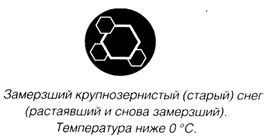 Замерзший крупнозернистый (старый) снег
(растаявший и снова замерзший).
Температура ниже 0 °С.